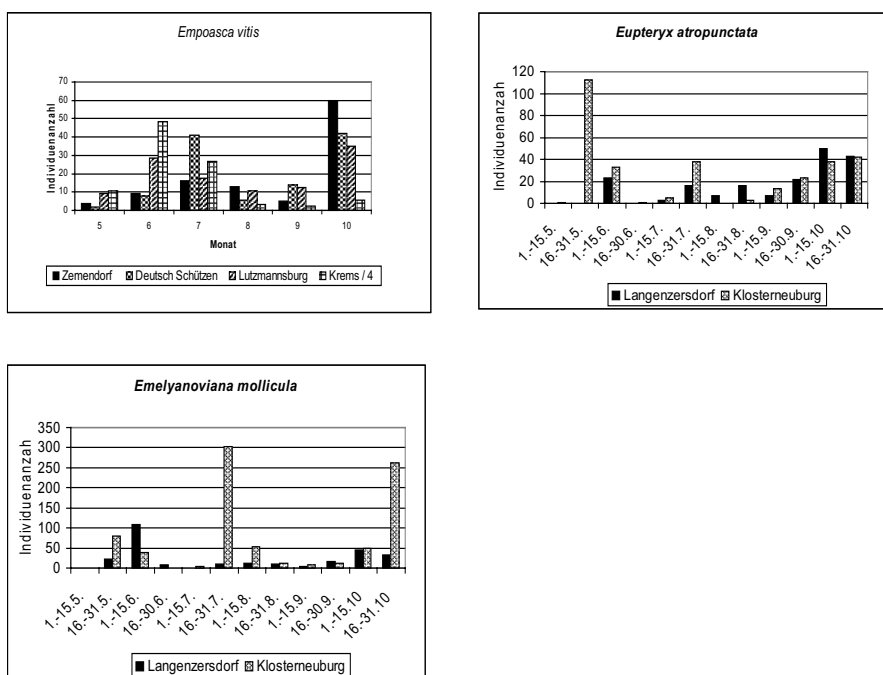 Empoasca vitis
Individuenanzahl
70
60
50
40
30
20
10
0
5 6 7 8 9 10
Monat
Zemendorf Deutsch Schützen Lutzmannsburg Krems / 4
Eupteryx atropunctata
Individuenanzah
120
100
80
60
40
20
0
1.-15.5. 16.-31.5. 1.-15.6. 16.-30.6. 1.-15.7. 16.-31.7. 1.-15.8. 16.-31.8. 1.-15.9. 16.-30.9. 1.-15.10 16.-31.10
Langenzersdorf Klosterneuburg
Emelyanoviana mollicula
Individuenanzah
350
300
250
200
150
100
50
0
1.-15.5. 16.-31.5. 1.-15.6. 16.-30.6. 1.-15.7. 16.-31.7. 1.-15.8. 16.-31.8. 1.-15.9. 16.-30.9. 1.-15.10 16.-31.10
Langenzersdorf Klosterneuburg